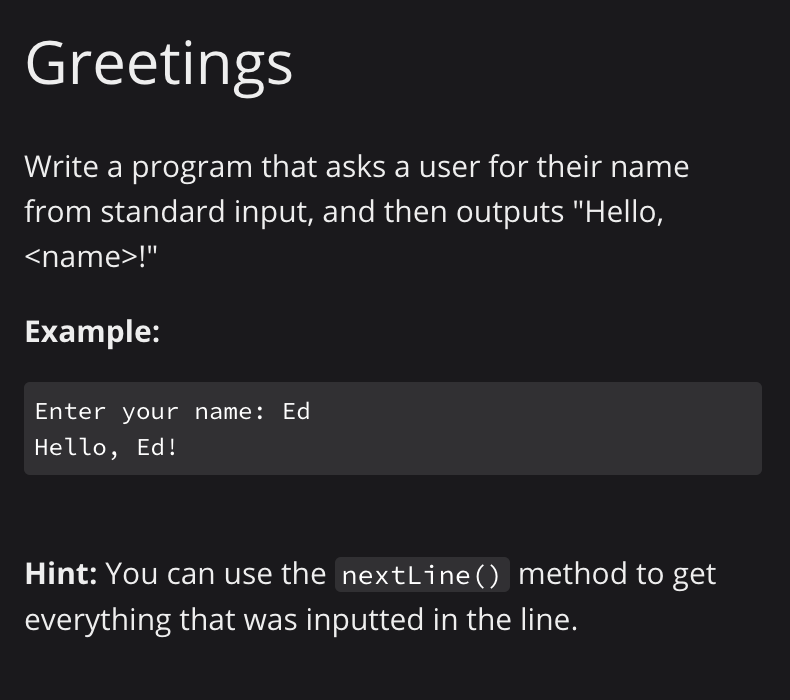 Greetings
Write a program that asks a user for their name
from standard input, and then outputs "Hello,
<name>!"
Example:
Enter your name: Ed
Hello, Ed!
Hint: You can use the nextLine() method to get
everything that was inputted in the line.